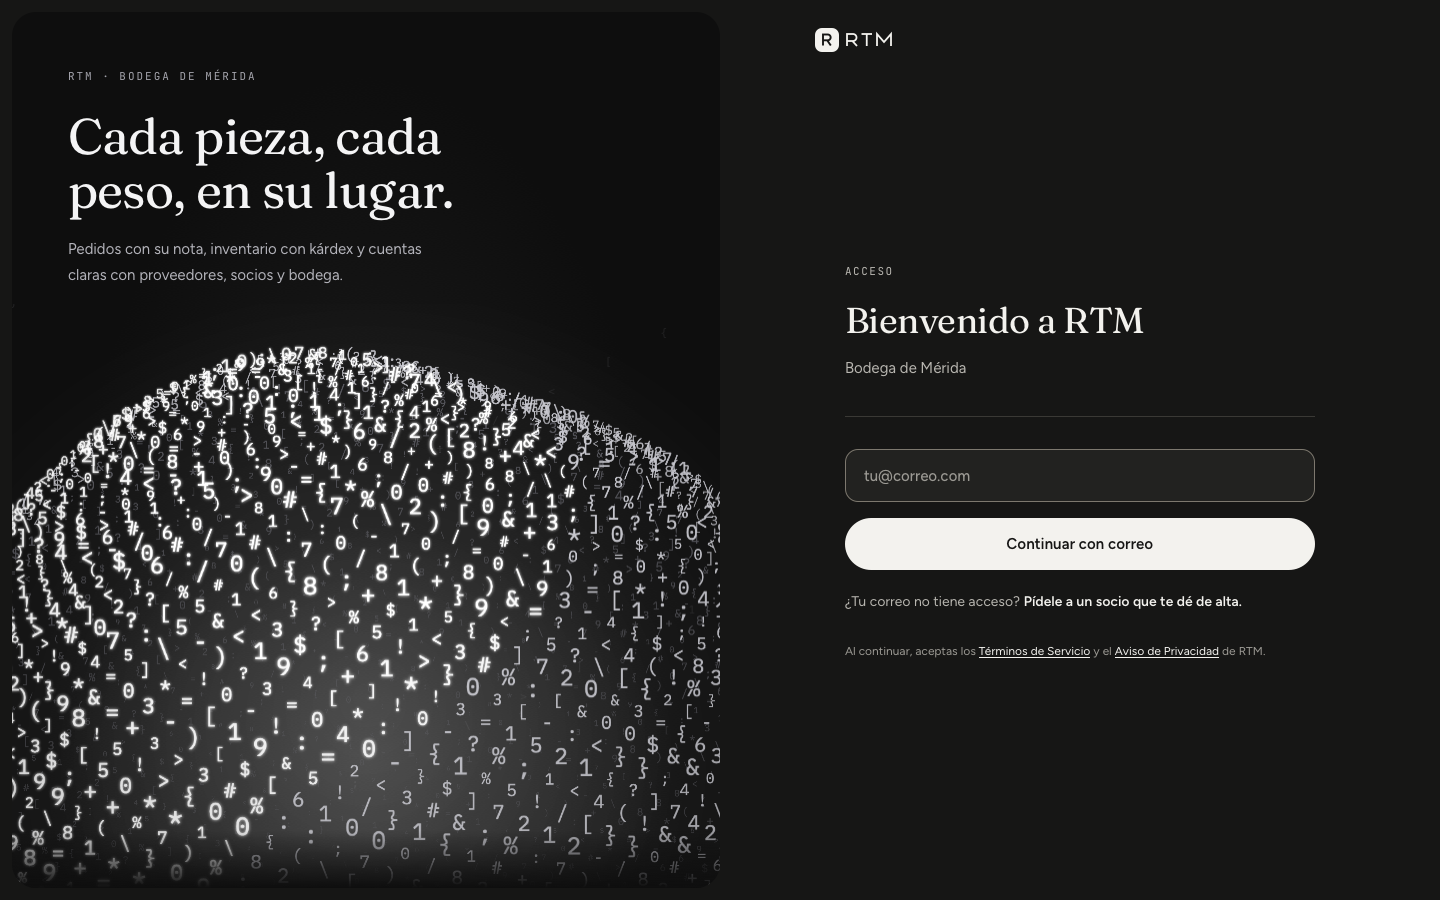 RTM · BODEGA DE MÉRIDA
Cada pieza, cada
peso, en su lugar.
Pedidos con su nota, inventario con kárdex y cuentas
claras con proveedores, socios y bodega.
R RTM
ACCESO
Bienvenido a RTM
Bodega de Mérida
tu@correo.com
Continuar con correo
¿Tu correo no tiene acceso? Pídele a un socio que te dé de alta.
Al continuar, aceptas los Términos de Servicio y el Aviso de Privacidad de RTM.